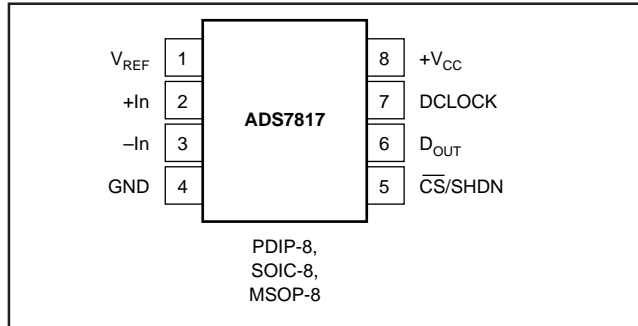 V_REF 1 8 +V_CC
+In 2 7 DCLOCK
ADS7817
–In 3 6 D_OUT
GND 4 5 C̅S̅/SHDN
PDIP-8,
SOIC-8,
MSOP-8